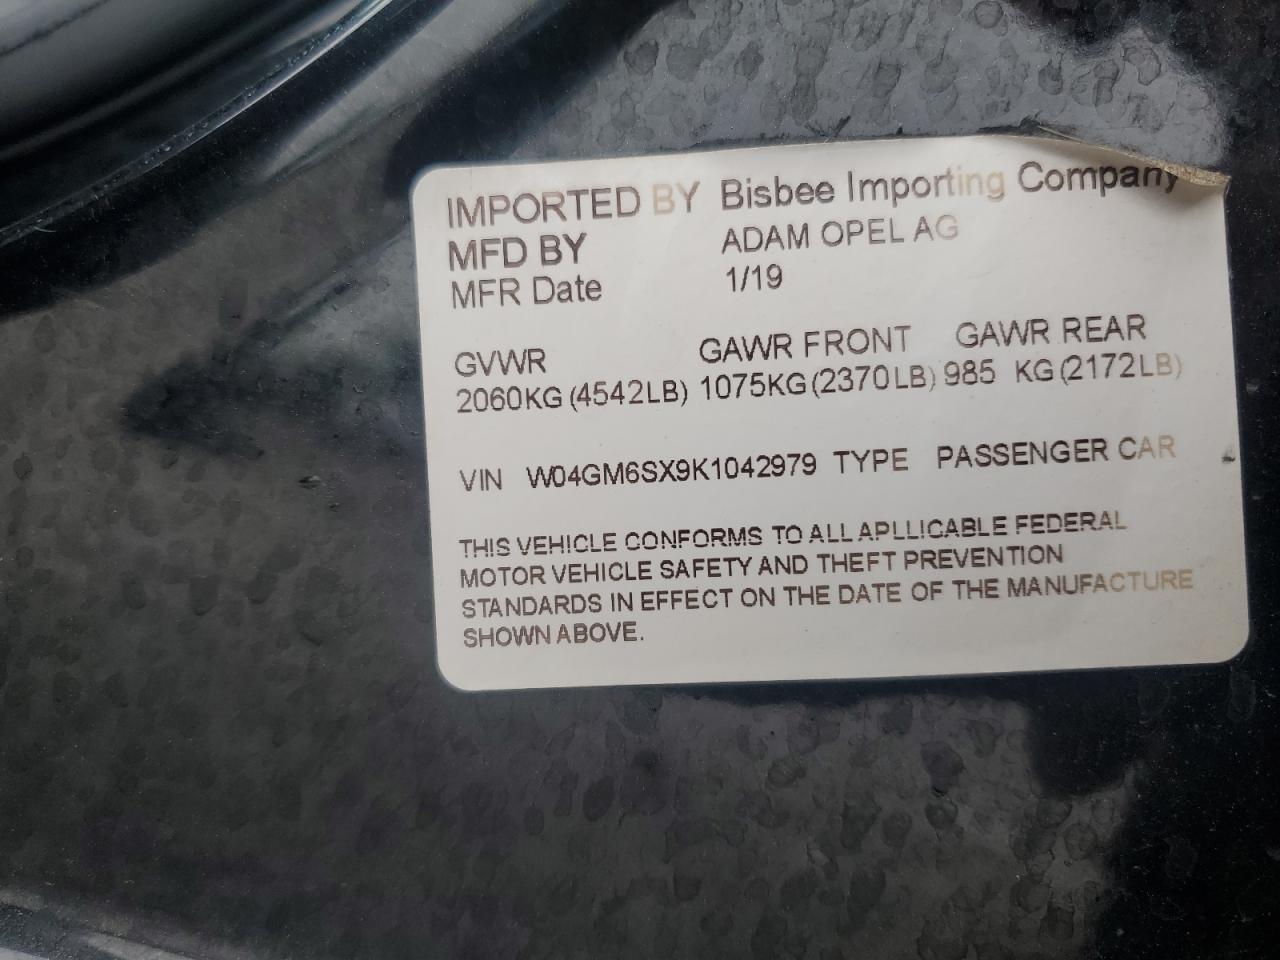 IMPORTED BY Bisbee Importing Company
MFD BY ADAM OPEL AG
MFR Date 1/19
GVWR GAWR FRONT GAWR REAR
2060KG (4542LB) 1075KG (2370LB) 985 KG (2172LB)
VIN W04GM6SX9K1042979 TYPE PASSENGER CAR
THIS VEHICLE CONFORMS TO ALL APLLICABLE FEDERAL
MOTOR VEHICLE SAFETY AND THEFT PREVENTION
STANDARDS IN EFFECT ON THE DATE OF THE MANUFACTURE
SHOWN ABOVE.